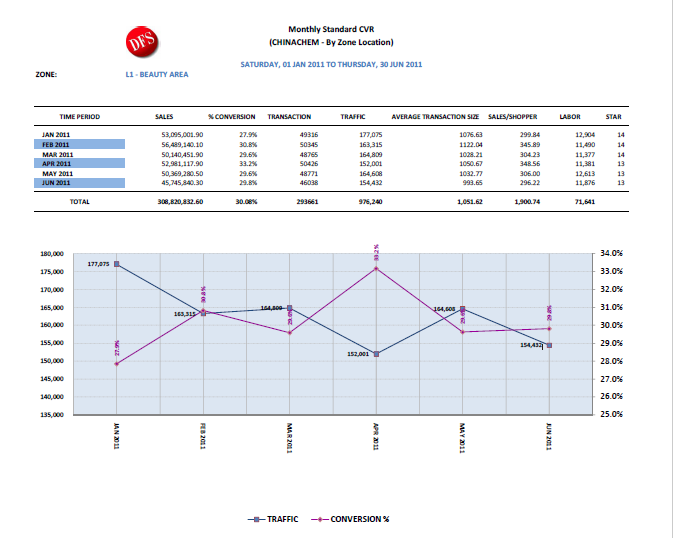 DFS
Monthly Standard CVR
(CHINACHEM - By Zone Location)
SATURDAY, 01 JAN 2011 TO THURSDAY, 30 JUN 2011
ZONE: L1 - BEAUTY AREA
TIME PERIOD SALES % CONVERSION TRANSACTION TRAFFIC AVERAGE TRANSACTION SIZE SALES/SHOPPER LABOR STAR
JAN 2011 53,095,001.90 27.9% 49316 177,075 1076.63 299.84 12,904 14
FEB 2011 56,489,140.10 30.8% 50345 163,315 1122.04 345.89 11,490 14
MAR 2011 50,140,451.90 29.6% 48765 164,809 1028.21 304.23 11,377 14
APR 2011 52,981,117.90 33.2% 50426 152,001 1050.67 348.56 11,381 13
MAY 2011 50,369,280.50 29.6% 48771 164,608 1032.77 306.00 12,613 13
JUN 2011 45,745,840.30 29.8% 46038 154,432 993.65 296.22 11,876 13
TOTAL 308,820,832.60 30.08% 293661 976,240 1,051.62 1,900.74 71,641
180,000
175,000
170,000
165,000
160,000
155,000
150,000
145,000
140,000
135,000
177,075
163,315
164,809
152,001
164,608
154,432
27.9%
30.8%
29.6%
33.2%
29.6%
29.8%
34.0%
33.0%
32.0%
31.0%
30.0%
29.0%
28.0%
27.0%
26.0%
25.0%
JAN 2011
FEB 2011
MAR 2011
APR 2011
MAY 2011
JUN 2011
TRAFFIC CONVERSION %